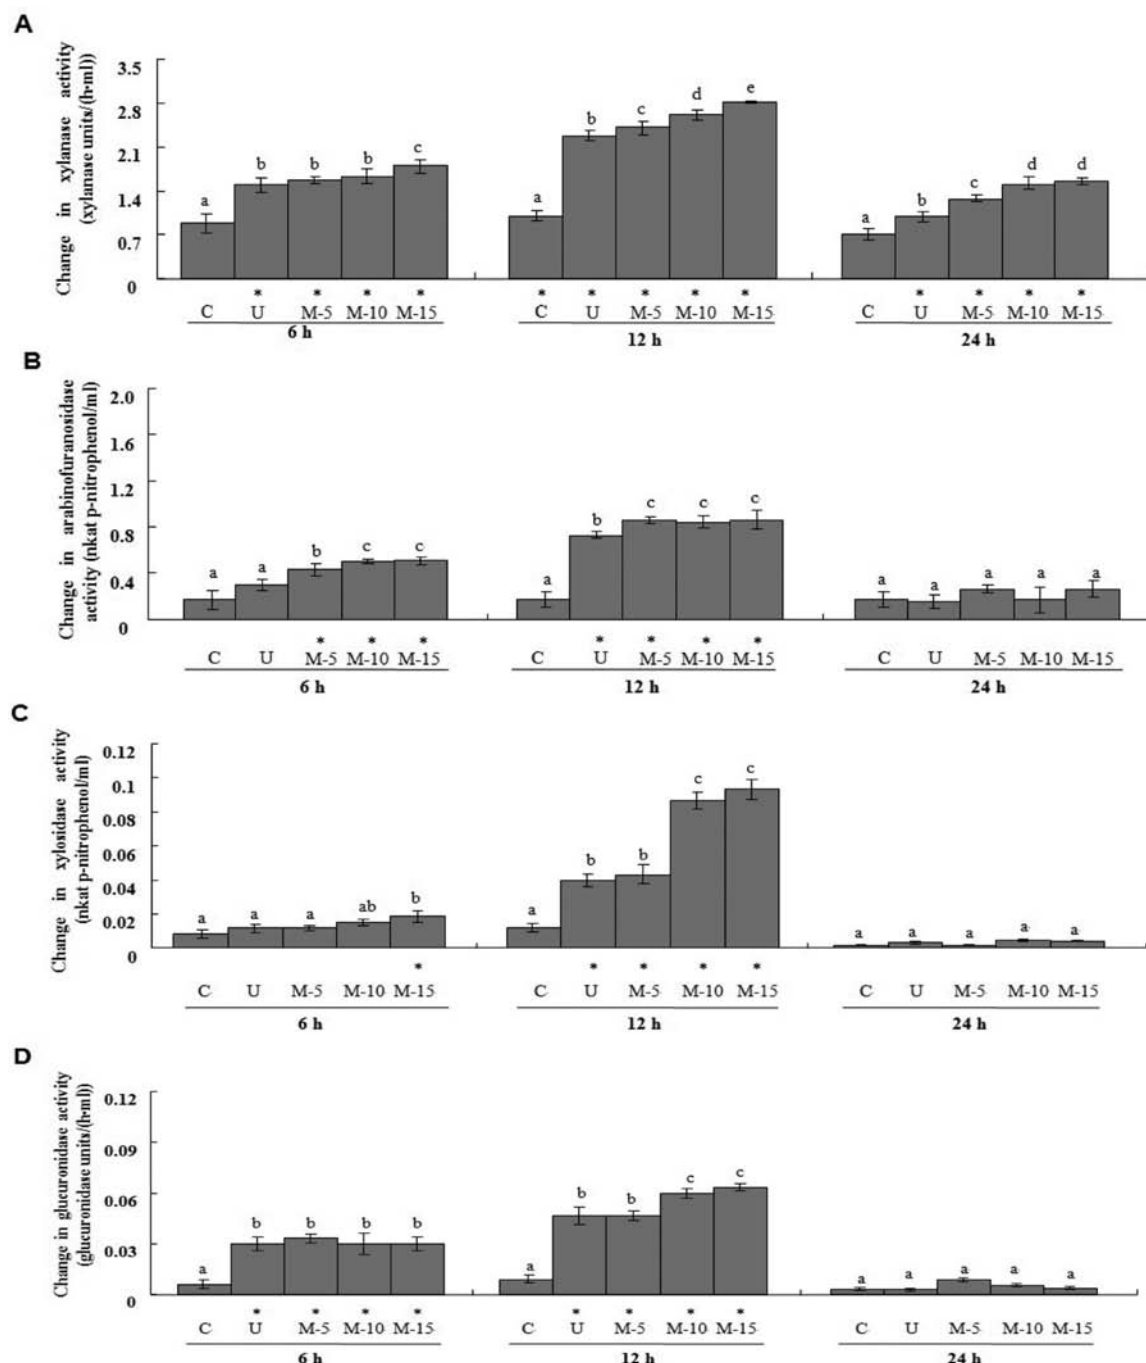 A
Change in xylanase activity
(xylanase units/(h•ml))
3.5
2.8
2.1
1.4
0.7
0
a b b b c
a b c d e
a b c d d
* * * *
* * * * *
* * * *
C U M-5 M-10 M-15
C U M-5 M-10 M-15
C U M-5 M-10 M-15
6 h 12 h 24 h
B
Change in arabinofuranosidase
activity (nkat p-nitrophenol/ml)
2.0
1.6
1.2
0.8
0.4
0
a a b c c
a b c c c
a a a a a
* * *
* * * *
C U M-5 M-10 M-15
C U M-5 M-10 M-15
C U M-5 M-10 M-15
6 h 12 h 24 h
C
Change in xylosidase activity
(nkat p-nitrophenol/ml)
0.12
0.1
0.08
0.06
0.04
0.02
0
a a a ab b
a b b c c
a a a a a
*
* * * *
C U M-5 M-10 M-15
C U M-5 M-10 M-15
C U M-5 M-10 M-15
6 h 12 h 24 h
D
Change in glucuronidase activity
(glucuronidase units/(h•ml))
0.12
0.09
0.06
0.03
0
a b b b b
a b b c c
a a a a a
* * * *
* * * *
C U M-5 M-10 M-15
C U M-5 M-10 M-15
C U M-5 M-10 M-15
6 h 12 h 24 h